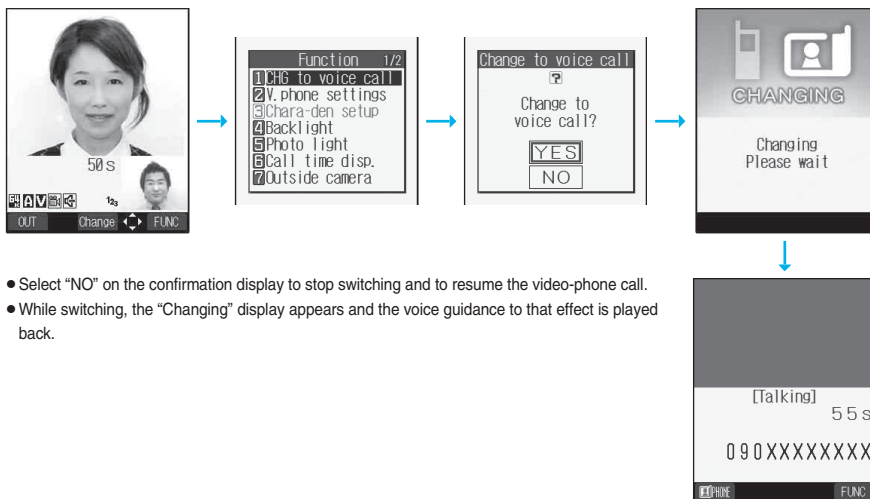 50s
64K A V
123
OUT Change FUNC
Function 1/2
1 CHG to voice call
2 V.phone settings
3 Chara-den setup
4 Backlight
5 Photo light
6 Call time disp.
7 Outside camera
Change to voice call
?
Change to
voice call?
YES
NO
CHANGING
Changing
Please wait
● Select “NO” on the confirmation display to stop switching and to resume the video-phone call.
● While switching, the “Changing” display appears and the voice guidance to that effect is played
back.
[Talking]
55s
090XXXXXXXX
PHONE FUNC